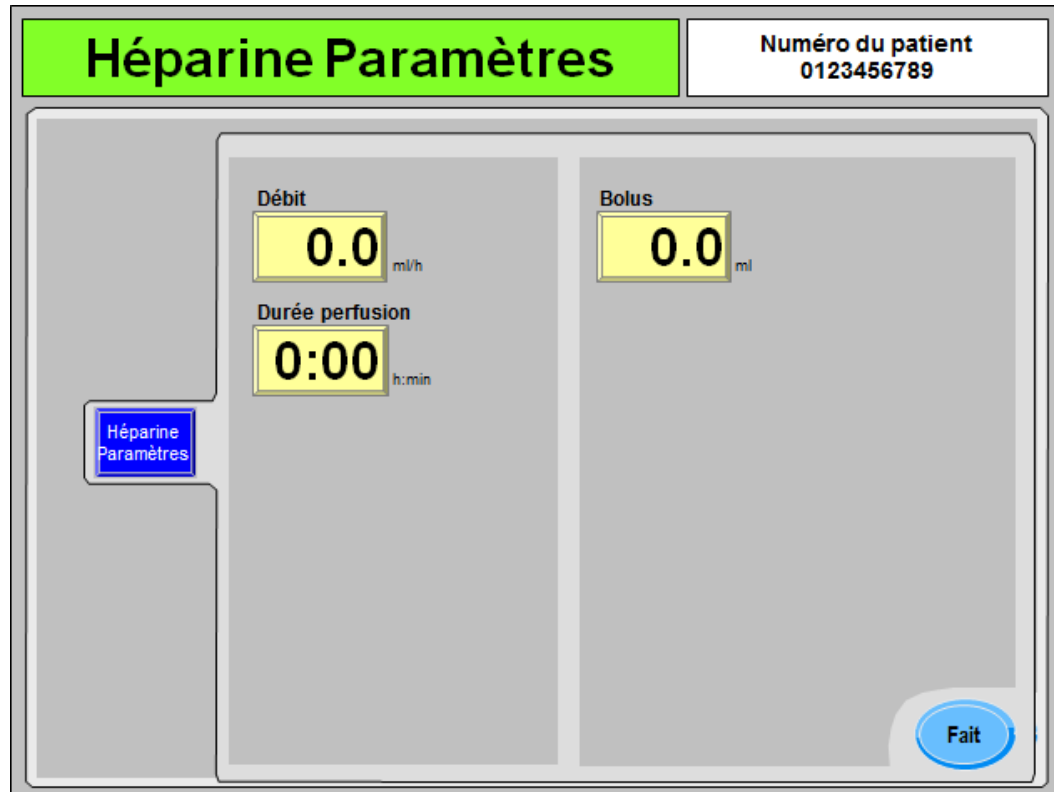 Héparine Paramètres
Numéro du patient
0123456789
Débit
0.0 ml/h
Durée perfusion
0:00 h:min
Bolus
0.0 ml
Héparine
Paramètres
Fait